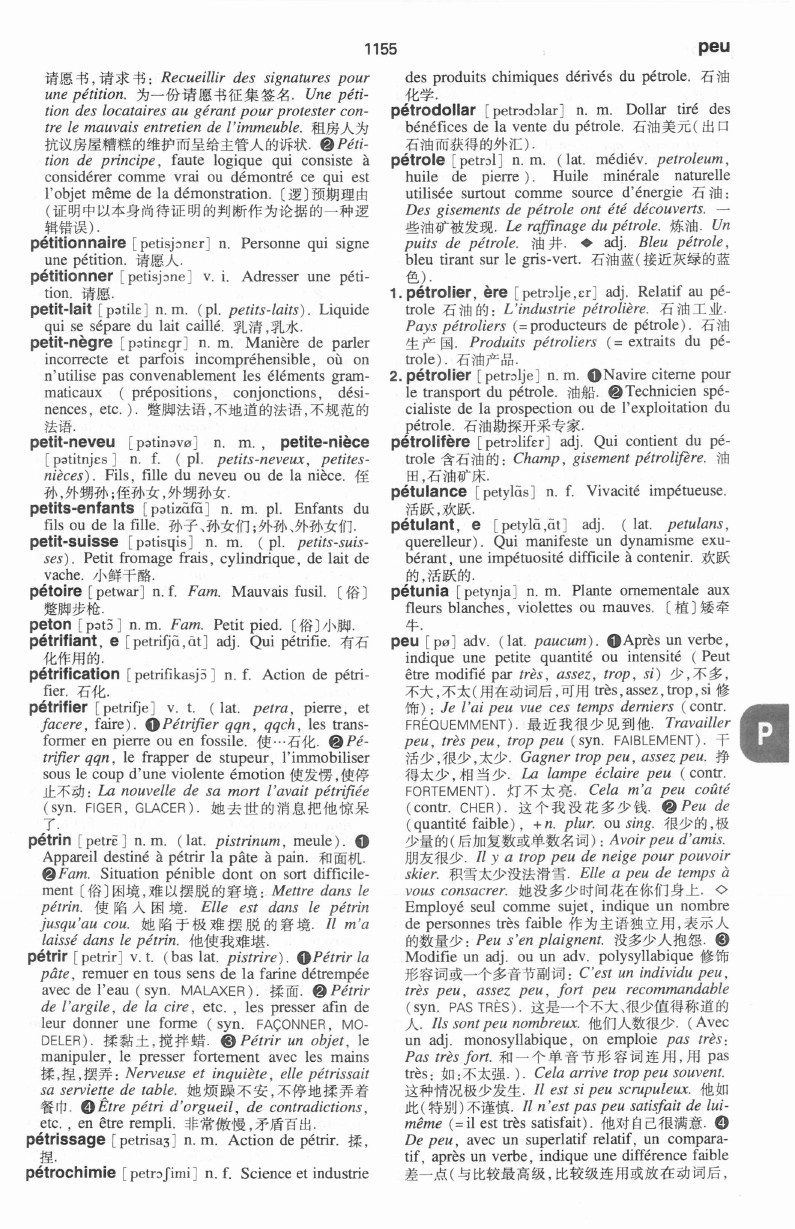 1155
peu
请愿书,请求书: Recueillir des signatures pour
une pétition. 为一份请愿书征集签名. Une péti-
tion des locataires au gérant pour protester con-
tre le mauvais entretien de l'immeuble. 租房人为
抗议房屋糟糕的维护而呈给主管人的诉状. ❷Péti-
tion de principe, faute logique qui consiste à
considérer comme vrai ou démontré ce qui est
l'objet même de la démonstration. [逻]预期理由
(证明中以本身尚待证明的判断作为论据的一种逻
辑错误).
pétitionnaire [petisjɔnɛr] n. Personne qui signe
une pétition. 请愿人.
pétitionner [petisjɔne] v. i. Adresser une péti-
tion. 请愿.
petit-lait [pətilɛ] n. m. (pl. petits-laits). Liquide
qui se sépare du lait caillé. 乳清,乳水.
petit-nègre [pətinɛgr] n. m. Manière de parler
incorrecte et parfois incompréhensible, où on
n'utilise pas convenablement les éléments gram-
maticaux ( prépositions, conjonctions, dési-
nences, etc. ). 蹩脚法语,不地道的法语,不规范的
法语.
petit-neveu [pətinəvø] n. m. , petite-nièce
[pətitnjɛs] n. f. ( pl. petits-neveux, petites-
nièces). Fils, fille du neveu ou de la nièce. 侄
孙,外甥孙;侄孙女,外甥孙女.
petits-enfants [pətizɑ̃fɑ̃] n. m. pl. Enfants du
fils ou de la fille. 孙子、孙女们;外孙、外孙女们.
petit-suisse [pətisɥis] n. m. ( pl. petits-suis-
ses). Petit fromage frais, cylindrique, de lait de
vache. 小鲜干酪.
pétoire [petwar] n. f. Fam. Mauvais fusil. [俗]
蹩脚步枪.
peton [pətɔ̃] n. m. Fam. Petit pied. [俗]小脚.
pétrifiant, e [petrifjɑ̃,ɑ̃t] adj. Qui pétrifie. 有石
化作用的.
pétrification [petrifikasjɔ̃] n. f. Action de pétri-
fier. 石化.
pétrifier [petrifje] v. t. ( lat. petra, pierre, et
facere, faire). ❶Pétrifier qqn, qqch, les trans-
former en pierre ou en fossile. 使…石化. ❷Pé-
trifier qqn, le frapper de stupeur, l'immobiliser
sous le coup d'une violente émotion 使发愣,使停
止不动: La nouvelle de sa mort l'avait pétrifiée
(syn. FIGER, GLACER). 她去世的消息把他惊呆
了.
pétrin [petrɛ̃] n. m. ( lat. pistrinum, meule). ❶
Appareil destiné à pétrir la pâte à pain. 和面机.
❷Fam. Situation pénible dont on sort difficile-
ment [俗]困境,难以摆脱的窘境: Mettre dans le
pétrin. 使陷入困境. Elle est dans le pétrin
jusqu'au cou. 她陷于极难摆脱的窘境. Il m'a
laissé dans le pétrin. 他使我难堪.
pétrir [petrir] v. t. (bas lat. pistrire). ❶Pétrir la
pâte, remuer en tous sens de la farine détrempée
avec de l'eau ( syn. MALAXER). 揉面. ❷Pétrir
de l'argile, de la cire, etc. , les presser afin de
leur donner une forme ( syn. FAÇONNER, MO-
DELER). 揉黏土,搅拌蜡. ❸Pétrir un objet, le
manipuler, le presser fortement avec les mains
揉,捏,摆弄: Nerveuse et inquiète, elle pétrissait
sa serviette de table. 她烦躁不安,不停地揉弄着
餐巾. ❹Être pétri d'orgueil, de contradictions,
etc. , en être rempli. 非常傲慢,矛盾百出.
pétrissage [petrisaʒ] n. m. Action de pétrir. 揉,
捏.
pétrochimie [petrɔʃimi] n. f. Science et industrie
des produits chimiques dérivés du pétrole. 石油
化学.
pétrodollar [petrɔdɔlar] n. m. Dollar tiré des
bénéfices de la vente du pétrole. 石油美元(出口
石油而获得的外汇).
pétrole [petrɔl] n. m. ( lat. médiév. petroleum,
huile de pierre ). Huile minérale naturelle
utilisée surtout comme source d'énergie 石油:
Des gisements de pétrole ont été découverts. 一
些油矿被发现. Le raffinage du pétrole. 炼油. Un
puits de pétrole. 油井. ◆ adj. Bleu pétrole,
bleu tirant sur le gris-vert. 石油蓝(接近灰绿的蓝
色).
1. pétrolier, ère [petrɔlje,ɛr] adj. Relatif au pé-
trole 石油的: L'industrie pétrolière. 石油工业.
Pays pétroliers (=producteurs de pétrole). 石油
生产国. Produits pétroliers (= extraits du pé-
trole). 石油产品.
2. pétrolier [petrɔlje] n. m. ❶Navire citerne pour
le transport du pétrole. 油船. ❷Technicien spé-
cialiste de la prospection ou de l'exploitation du
pétrole. 石油勘探开采专家.
pétrolifère [petrɔlifɛr] adj. Qui contient du pé-
trole 含石油的: Champ, gisement pétrolifère. 油
田,石油矿床.
pétulance [petylɑ̃s] n. f. Vivacité impétueuse.
活跃,欢跃.
pétulant, e [petylɑ̃,ɑ̃t] adj. ( lat. petulans,
querelleur). Qui manifeste un dynamisme exu-
bérant, une impétuosité difficile à contenir. 欢跃
的,活跃的.
pétunia [petynja] n. m. Plante ornementale aux
fleurs blanches, violettes ou mauves. [植]矮牵
牛.
peu [pø] adv. (lat. paucum). ❶Après un verbe,
indique une petite quantité ou intensité ( Peut
être modifié par très, assez, trop, si) 少,不多,
不大,不太(用在动词后,可用 très,assez,trop,si 修
饰): Je l'ai peu vue ces temps derniers (contr.
FRÉQUEMMENT). 最近我很少见到他. Travailler
peu, très peu, trop peu (syn. FAIBLEMENT). 干
活少,很少,太少. Gagner trop peu, assez peu. 挣
得太少,相当少. La lampe éclaire peu ( contr.
FORTEMENT). 灯不太亮. Cela m'a peu coûté
(contr. CHER). 这个我没花多少钱. ❷Peu de
(quantité faible), +n. plur. ou sing. 很少的,极
少量的(后加复数或单数名词): Avoir peu d'amis.
朋友很少. Il y a trop peu de neige pour pouvoir
skier. 积雪太少没法滑雪. Elle a peu de temps à
vous consacrer. 她没多少时间花在你们身上. ◇
Employé seul comme sujet, indique un nombre
de personnes très faible 作为主语独立用,表示人
的数量少: Peu s'en plaignent. 没多少人抱怨. ❸
Modifie un adj. ou un adv. polysyllabique 修饰
形容词或一个多音节副词: C'est un individu peu,
très peu, assez peu, fort peu recommandable
(syn. PAS TRÈS). 这是一个不大、很少值得称道的
人. Ils sont peu nombreux. 他们人数很少. (Avec
un adj. monosyllabique, on emploie pas très:
Pas très fort. 和一个单音节形容词连用,用 pas
très: 如:不太强. ). Cela arrive trop peu souvent.
这种情况极少发生. Il est si peu scrupuleux. 他如
此(特别)不谨慎. Il n'est pas peu satisfait de lui-
même (=il est très satisfait). 他对自己很满意. ❹
De peu, avec un superlatif relatif, un compara-
tif, après un verbe, indique une différence faible
差一点(与比较最高级,比较级连用或放在动词后,
P